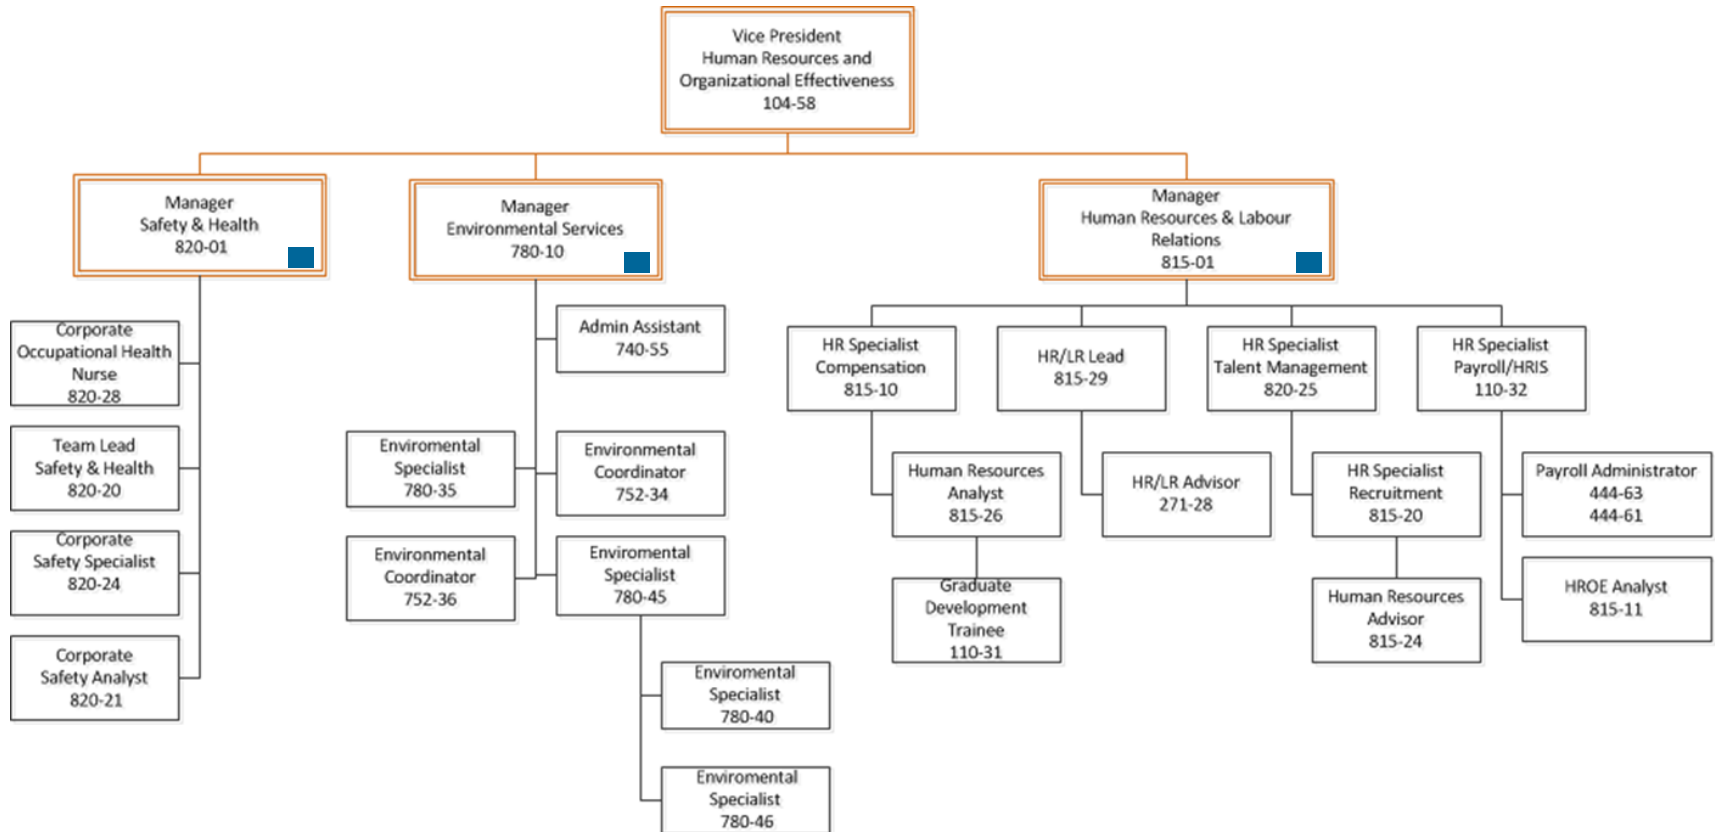 Vice President
Human Resources and
Organizational Effectiveness
104-58
Manager
Safety & Health
820-01
Manager
Environmental Services
780-10
Manager
Human Resources & Labour
Relations
815-01
Corporate
Occupational Health
Nurse
820-28
Team Lead
Safety & Health
820-20
Corporate
Safety Specialist
820-24
Corporate
Safety Analyst
820-21
Admin Assistant
740-55
Enviromental
Specialist
780-35
Environmental
Coordinator
752-34
Environmental
Coordinator
752-36
Enviromental
Specialist
780-45
Enviromental
Specialist
780-40
Enviromental
Specialist
780-46
HR Specialist
Compensation
815-10
Human Resources
Analyst
815-26
Graduate
Development
Trainee
110-31
HR/LR Lead
815-29
HR/LR Advisor
271-28
HR Specialist
Talent Management
820-25
HR Specialist
Recruitment
815-20
Human Resources
Advisor
815-24
HR Specialist
Payroll/HRIS
110-32
Payroll Administrator
444-63
444-61
HROE Analyst
815-11